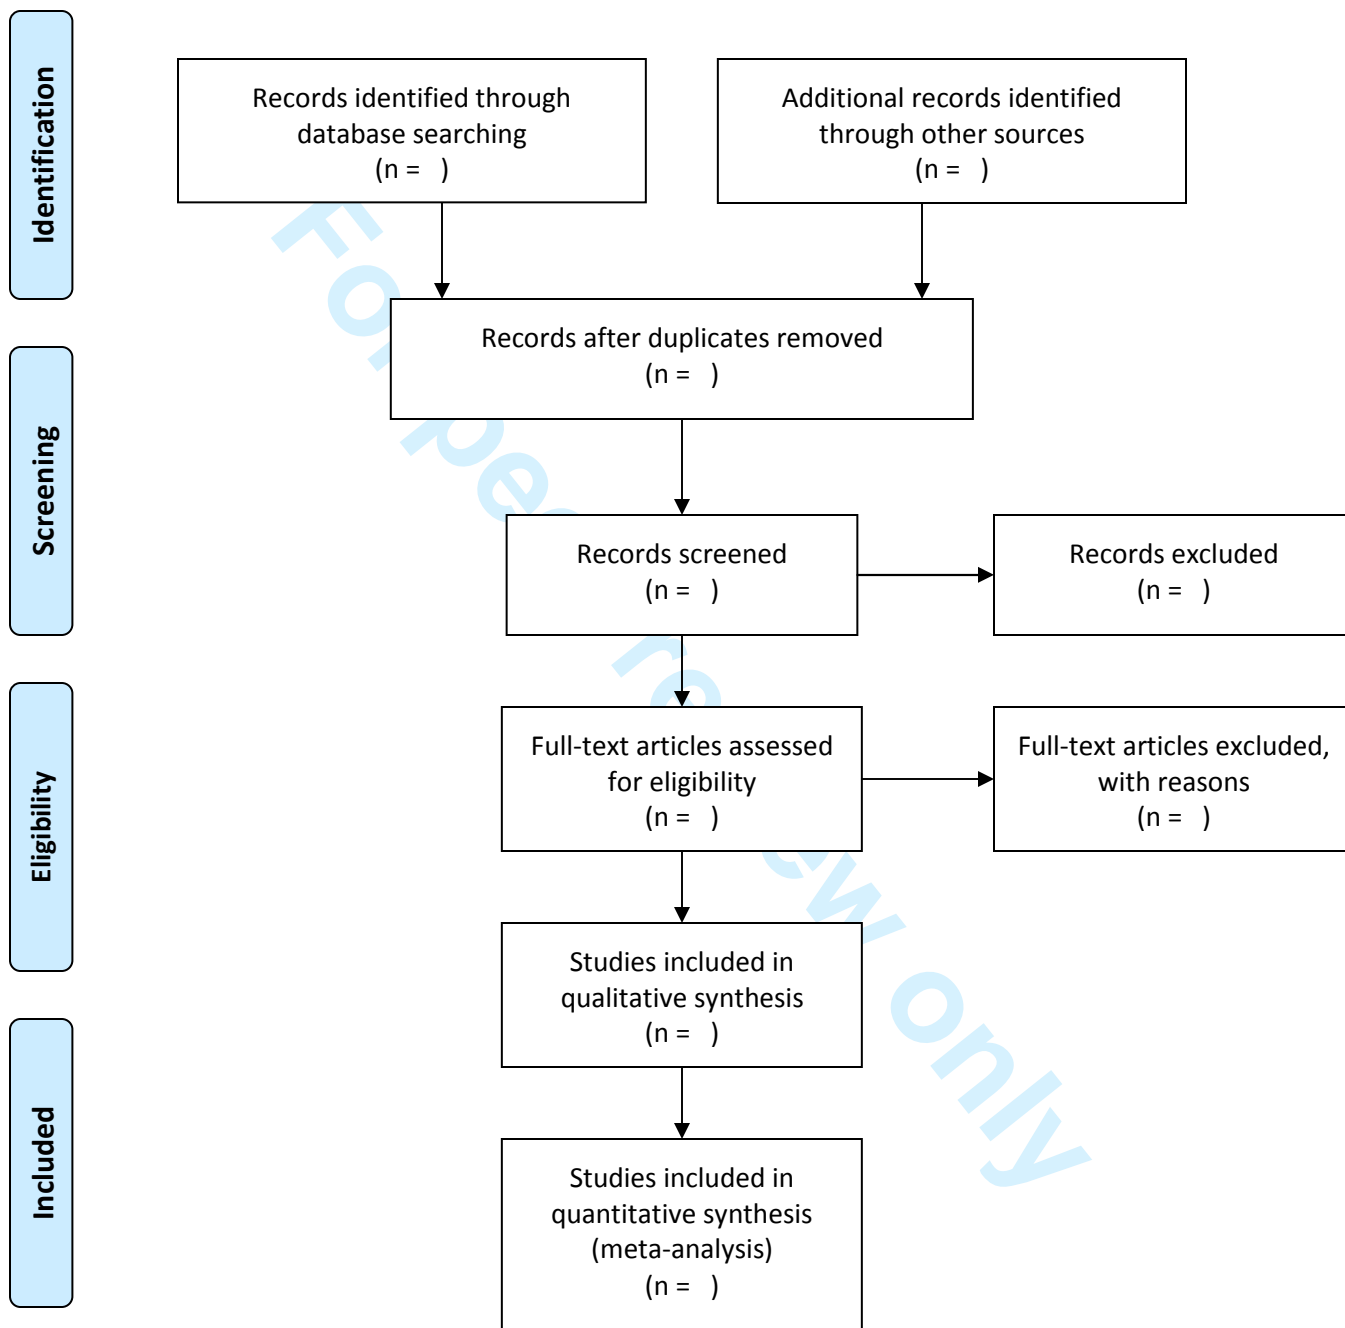 Identification
Records identified through
database searching
(n =   )
Additional records identified
through other sources
(n =   )
Records after duplicates removed
(n =   )
Screening
Records screened
(n =   )
Records excluded
(n =   )
Eligibility
Full-text articles assessed
for eligibility
(n =   )
Full-text articles excluded,
with reasons
(n =   )
Studies included in
qualitative synthesis
(n =   )
Included
Studies included in
quantitative synthesis
(meta-analysis)
(n =   )
For peer review only